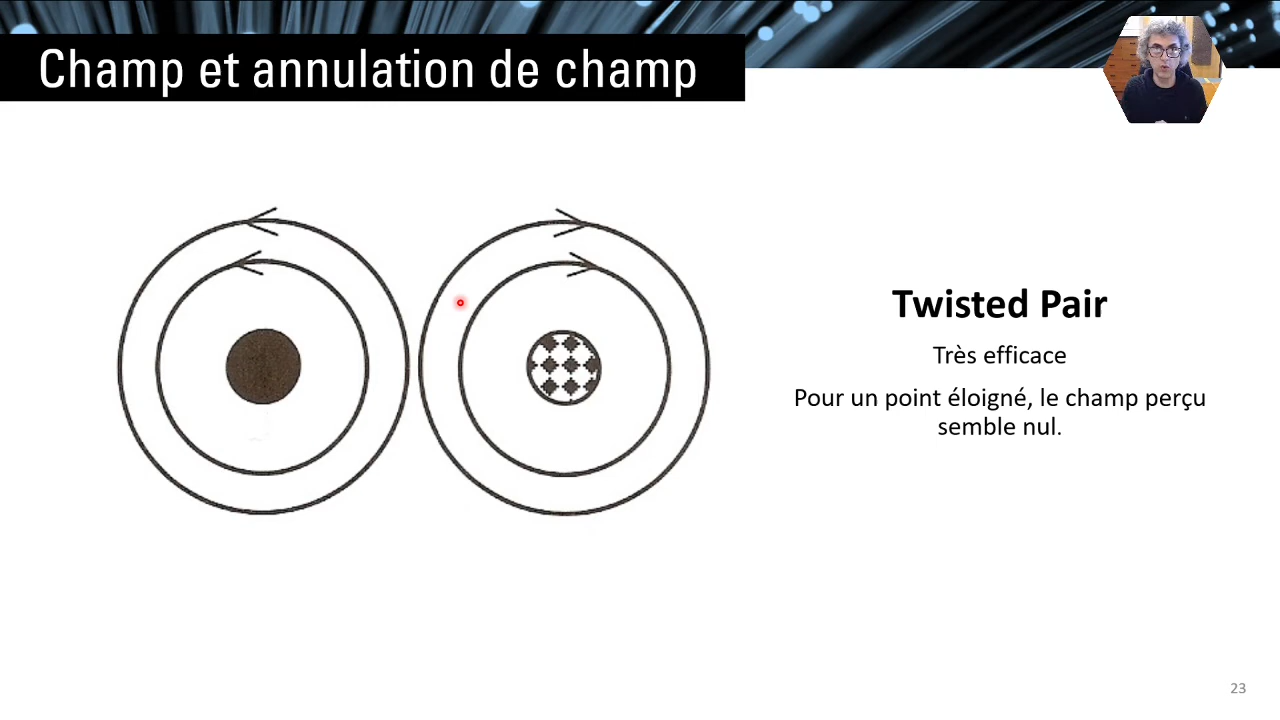 Champ et annulation de champ
Twisted Pair
Très efficace
Pour un point éloigné, le champ perçu
semble nul.
23